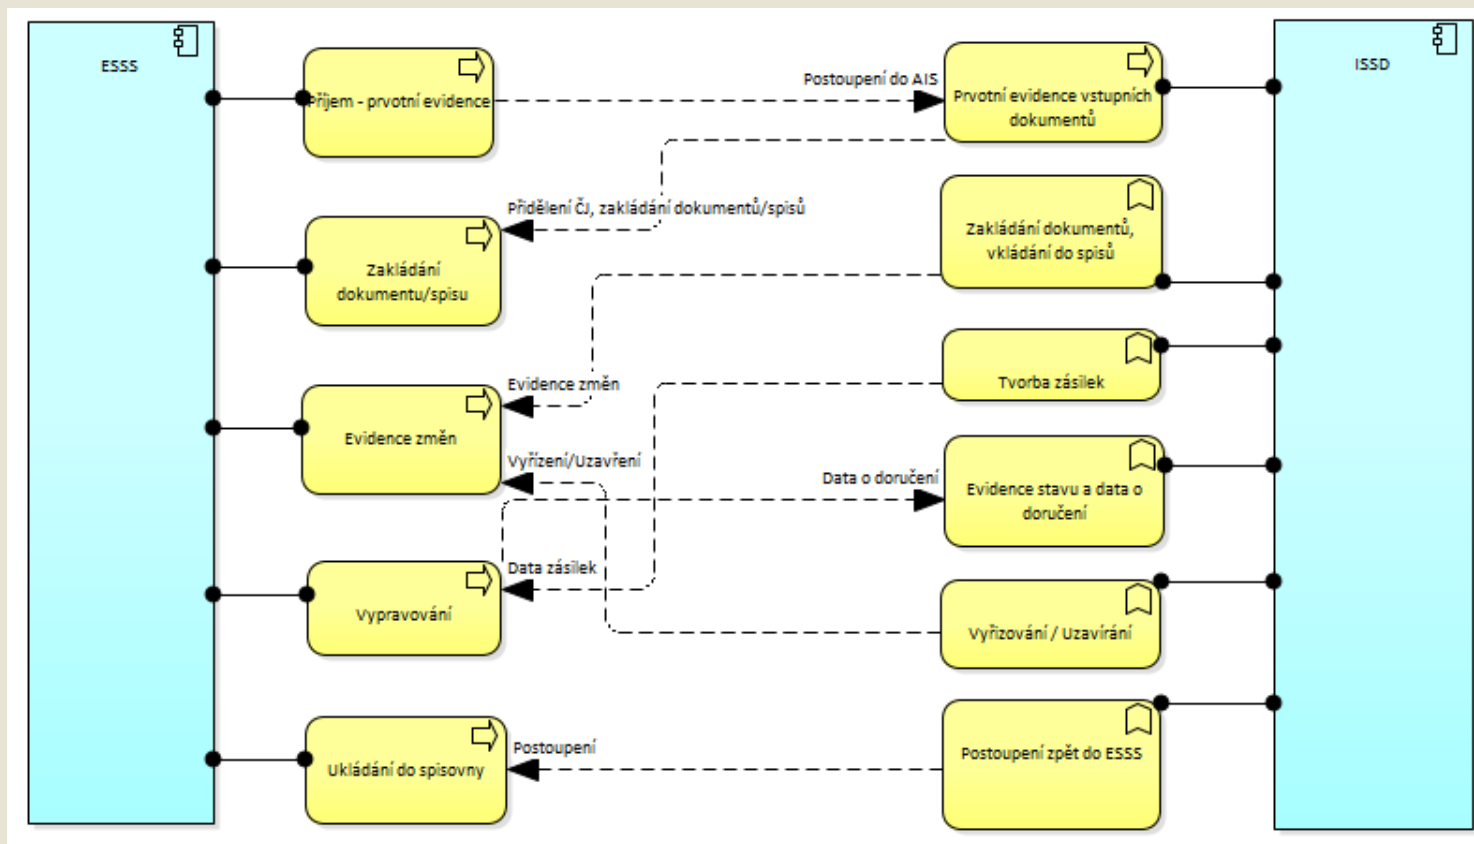 ESSS
ISSD
Příjem - prvotní evidence
Postoupení do AIS
Prvotní evidence vstupních
dokumentů
Přidělení ČJ, zakládání dokumentů/spisů
Zakládání dokumentů,
vkládání do spisů
Zakládání
dokumentu/spisu
Evidence změn
Tvorba zásilek
Evidence změn
Vyřízení/Uzavření
Data o doručení
Evidence stavu a data o
doručení
Data zásilek
Vypravování
Vyřizování / Uzavírání
Postoupení
Postoupení zpět do ESSS
Ukládání do spisovny